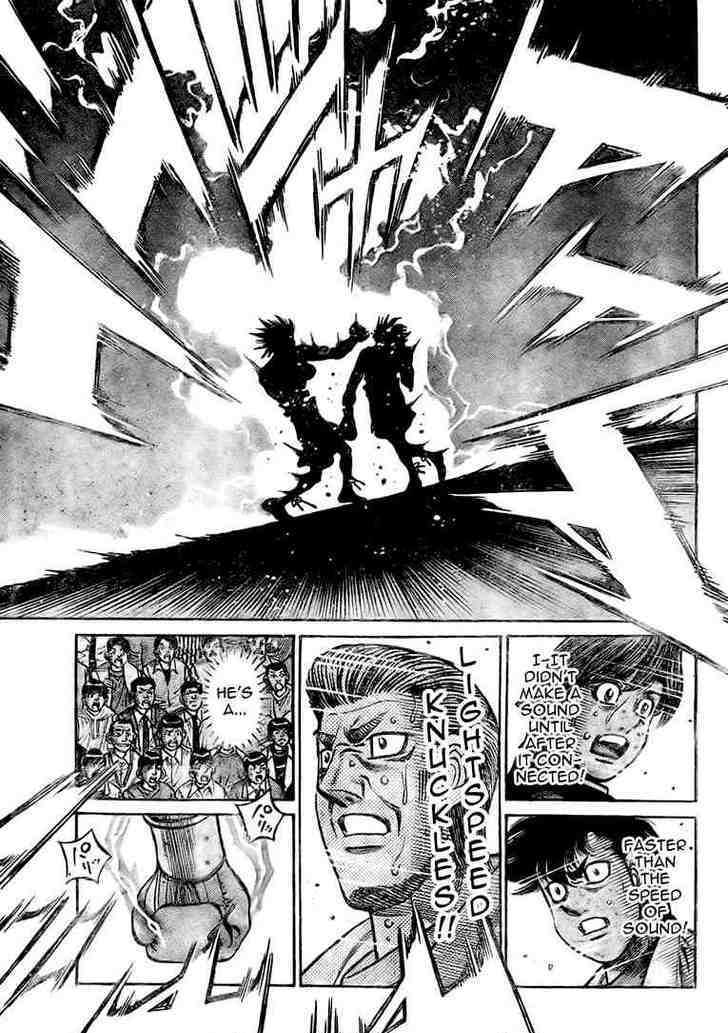 I-IT
DIDN'T
MAKE A
SOUND
UNTIL
AFTER
IT CON-
NECTED!
FASTER
THAN
THE
SPEED
OF
SOUND!
LIGHTSPEED
KNUCKLES!!
HE'S
A...